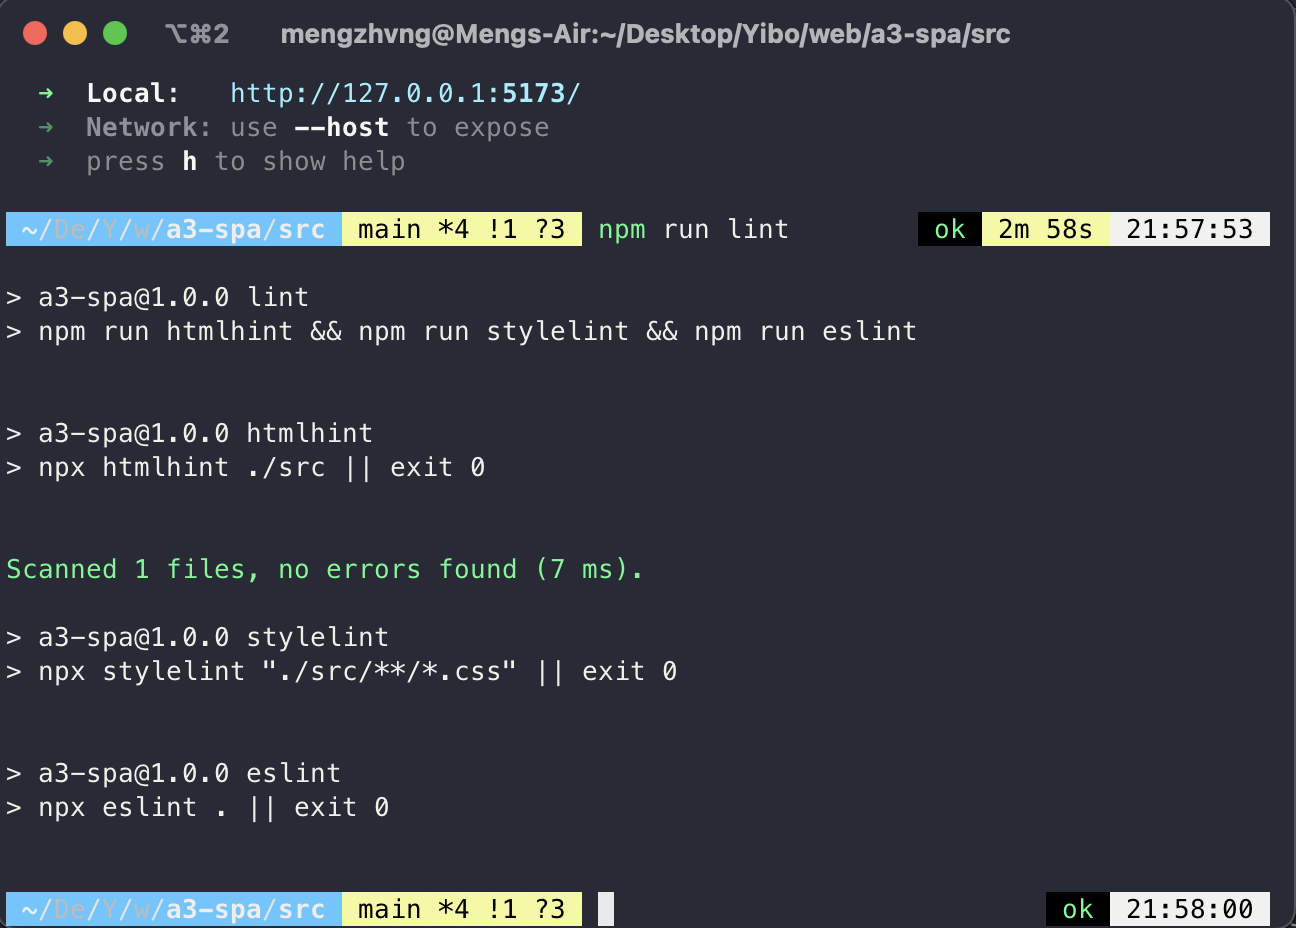 ⌥⌘2 mengzhvng@Mengs-Air:~/Desktop/Yibo/web/a3-spa/src
➜ Local: http://127.0.0.1:5173/
➜ Network: use --host to expose
➜ press h to show help
~/De/Y/w/a3-spa/src main *4 !1 ?3 npm run lint ok 2m 58s 21:57:53
> a3-spa@1.0.0 lint
> npm run htmlhint && npm run stylelint && npm run eslint
> a3-spa@1.0.0 htmlhint
> npx htmlhint ./src || exit 0
Scanned 1 files, no errors found (7 ms).
> a3-spa@1.0.0 stylelint
> npx stylelint "./src/**/*.css" || exit 0
> a3-spa@1.0.0 eslint
> npx eslint . || exit 0
~/De/Y/w/a3-spa/src main *4 !1 ?3 ok 21:58:00